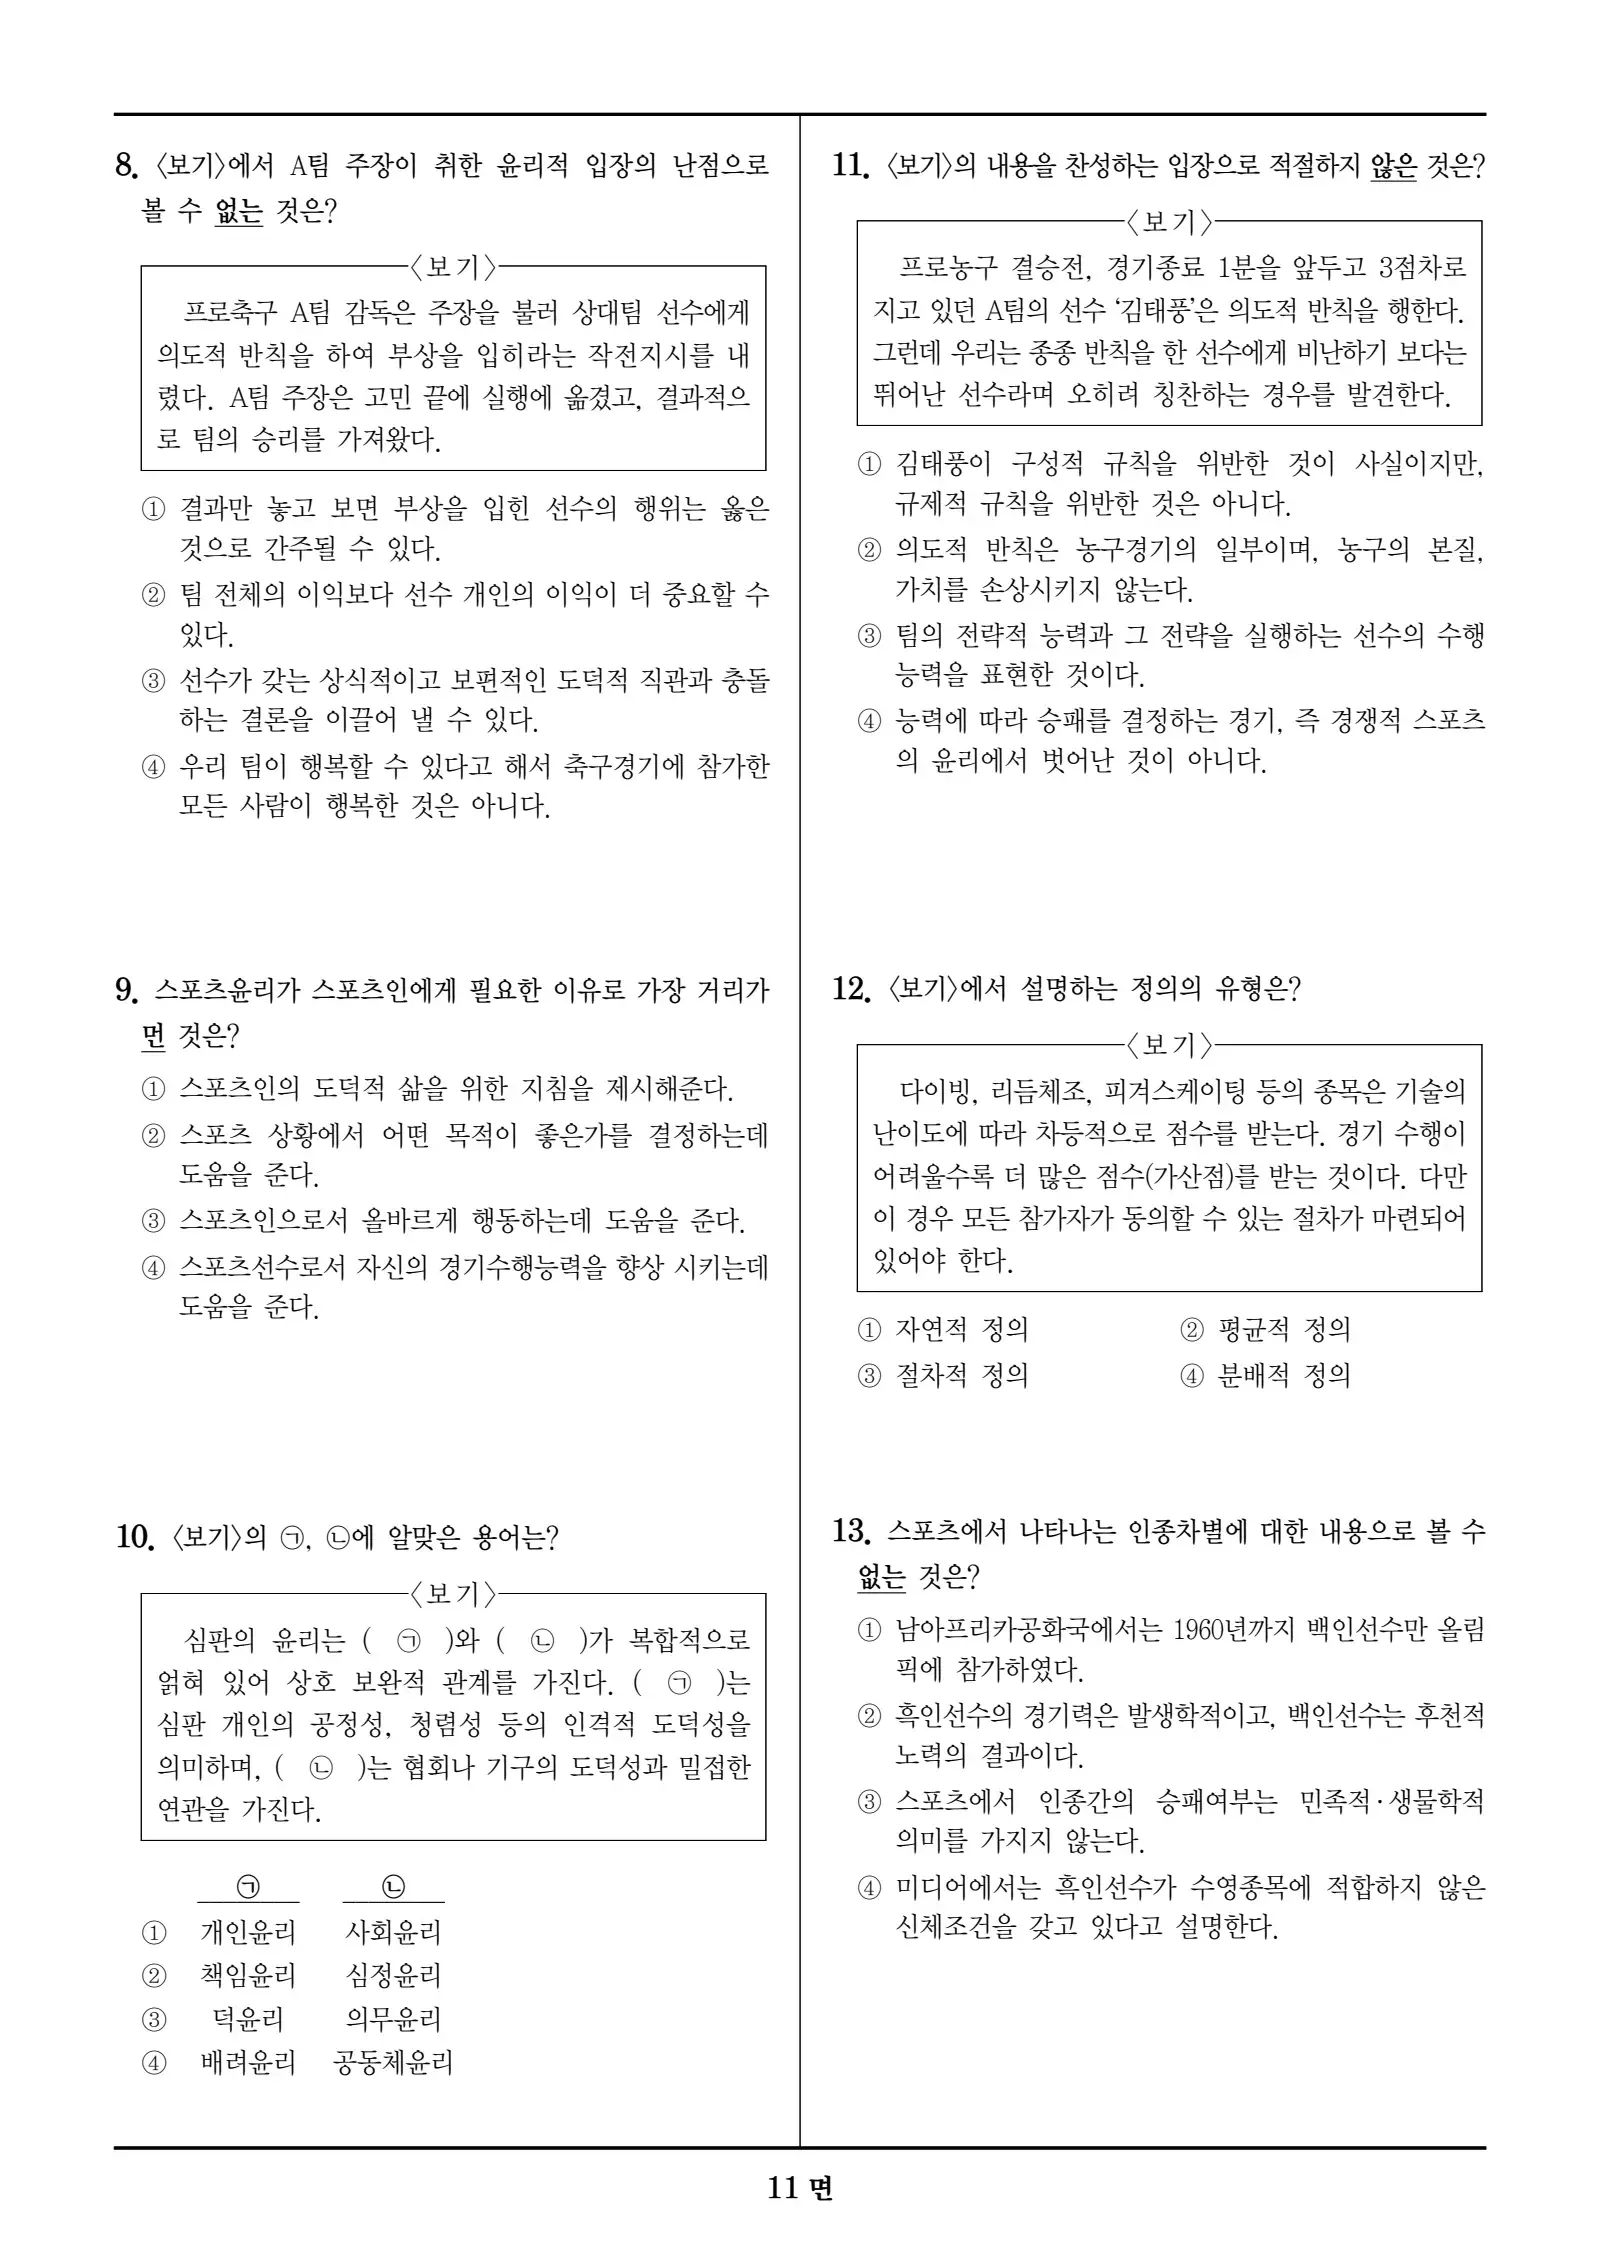 8. 〈보기〉에서 A팀 주장이 취한 윤리적 입장의 난점으로
볼 수 없는 것은?
〈보기〉
프로축구 A팀 감독은 주장을 불러 상대팀 선수에게
의도적 반칙을 하여 부상을 입히라는 작전지시를 내
렸다. A팀 주장은 고민 끝에 실행에 옮겼고, 결과적으
로 팀의 승리를 가져왔다.
① 결과만 놓고 보면 부상을 입힌 선수의 행위는 옳은
것으로 간주될 수 있다.
② 팀 전체의 이익보다 선수 개인의 이익이 더 중요할 수
있다.
③ 선수가 갖는 상식적이고 보편적인 도덕적 직관과 충돌
하는 결론을 이끌어 낼 수 있다.
④ 우리 팀이 행복할 수 있다고 해서 축구경기에 참가한
모든 사람이 행복한 것은 아니다.
9. 스포츠윤리가 스포츠인에게 필요한 이유로 가장 거리가
먼 것은?
① 스포츠인의 도덕적 삶을 위한 지침을 제시해준다.
② 스포츠 상황에서 어떤 목적이 좋은가를 결정하는데
도움을 준다.
③ 스포츠인으로서 올바르게 행동하는데 도움을 준다.
④ 스포츠선수로서 자신의 경기수행능력을 향상 시키는데
도움을 준다.
10. 〈보기〉의 ㉠, ㉡에 알맞은 용어는?
〈보기〉
심판의 윤리는 ( ㉠ )와 ( ㉡ )가 복합적으로
얽혀 있어 상호 보완적 관계를 가진다. ( ㉠ )는
심판 개인의 공정성, 청렴성 등의 인격적 도덕성을
의미하며, ( ㉡ )는 협회나 기구의 도덕성과 밀접한
연관을 가진다.
㉠ ㉡
① 개인윤리 사회윤리
② 책임윤리 심정윤리
③ 덕윤리 의무윤리
④ 배려윤리 공동체윤리
11. 〈보기〉의 내용을 찬성하는 입장으로 적절하지 않은 것은?
〈보기〉
프로농구 결승전, 경기종료 1분을 앞두고 3점차로
지고 있던 A팀의 선수 ‘김태풍’은 의도적 반칙을 행한다.
그런데 우리는 종종 반칙을 한 선수에게 비난하기 보다는
뛰어난 선수라며 오히려 칭찬하는 경우를 발견한다.
① 김태풍이 구성적 규칙을 위반한 것이 사실이지만,
규제적 규칙을 위반한 것은 아니다.
② 의도적 반칙은 농구경기의 일부이며, 농구의 본질,
가치를 손상시키지 않는다.
③ 팀의 전략적 능력과 그 전략을 실행하는 선수의 수행
능력을 표현한 것이다.
④ 능력에 따라 승패를 결정하는 경기, 즉 경쟁적 스포츠
의 윤리에서 벗어난 것이 아니다.
12. 〈보기〉에서 설명하는 정의의 유형은?
〈보기〉
다이빙, 리듬체조, 피겨스케이팅 등의 종목은 기술의
난이도에 따라 차등적으로 점수를 받는다. 경기 수행이
어려울수록 더 많은 점수(가산점)를 받는 것이다. 다만
이 경우 모든 참가자가 동의할 수 있는 절차가 마련되어
있어야 한다.
① 자연적 정의 ② 평균적 정의
③ 절차적 정의 ④ 분배적 정의
13. 스포츠에서 나타나는 인종차별에 대한 내용으로 볼 수
없는 것은?
① 남아프리카공화국에서는 1960년까지 백인선수만 올림
픽에 참가하였다.
② 흑인선수의 경기력은 발생학적이고, 백인선수는 후천적
노력의 결과이다.
③ 스포츠에서 인종간의 승패여부는 민족적·생물학적
의미를 가지지 않는다.
④ 미디어에서는 흑인선수가 수영종목에 적합하지 않은
신체조건을 갖고 있다고 설명한다.
11 면